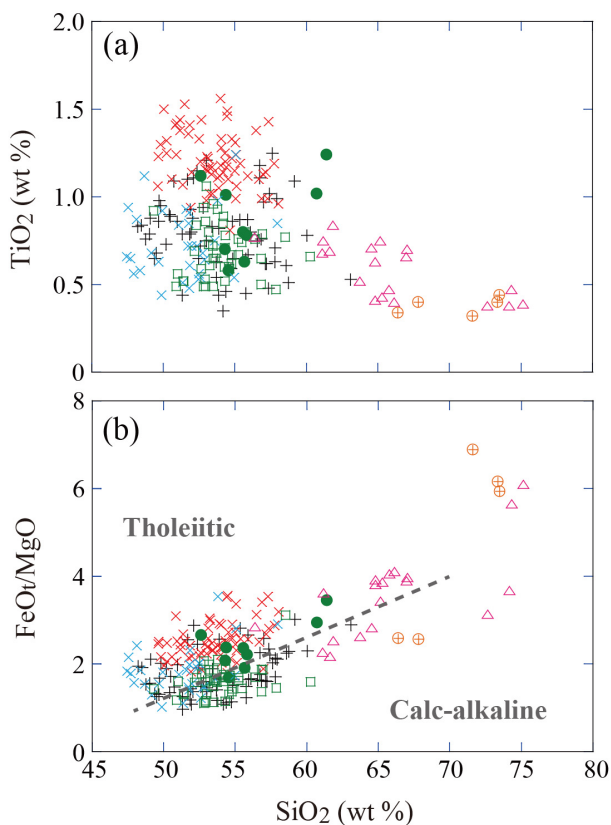 2.0
(a)
1.5
1.0
0.5
0
TiO₂ (wt %)
8
(b)
6
Tholeiitic
4
2
Calc-alkaline
0
FeOt/MgO
45 50 55 60 65 70 75 80
SiO₂ (wt %)